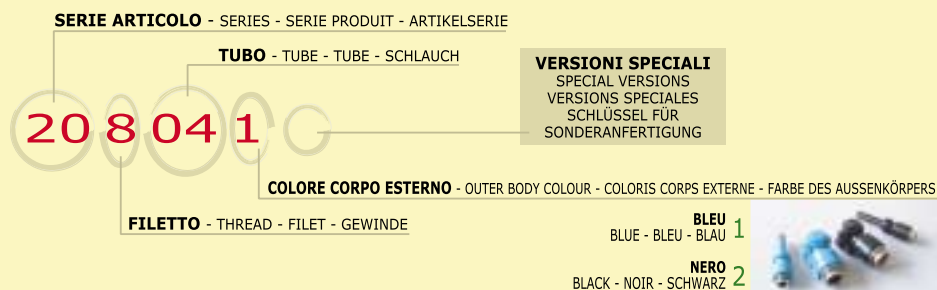 SERIE ARTICOLO - SERIES - SERIE PRODUIT - ARTIKELSERIE
TUBO - TUBE - TUBE - SCHLAUCH
VERSIONI SPECIALI
SPECIAL VERSIONS
VERSIONS SPECIALES
SCHLÜSSEL FÜR
SONDERANFERTIGUNG
20 8 04 1
COLORE CORPO ESTERNO - OUTER BODY COLOUR - COLORIS CORPS EXTERNE - FARBE DES AUSSENKÖRPERS
FILETTO - THREAD - FILET - GEWINDE
BLEU
BLUE - BLEU - BLAU 1
NERO
BLACK - NOIR - SCHWARZ 2